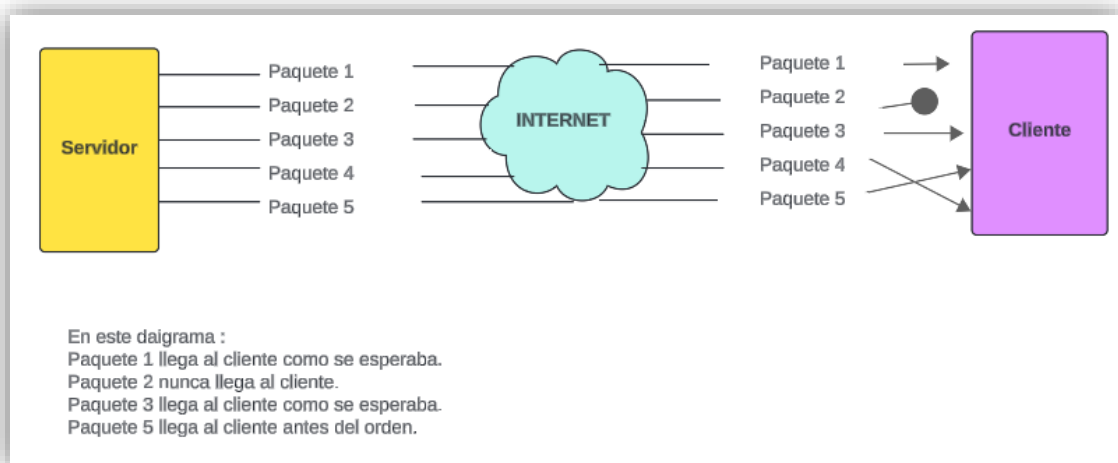 Servidor
Paquete 1
Paquete 2
Paquete 3
Paquete 4
Paquete 5
INTERNET
Paquete 1
Paquete 2
Paquete 3
Paquete 4
Paquete 5
Cliente
En este daigrama :
Paquete 1 llega al cliente como se esperaba.
Paquete 2 nunca llega al cliente.
Paquete 3 llega al cliente como se esperaba.
Paquete 5 llega al cliente antes del orden.